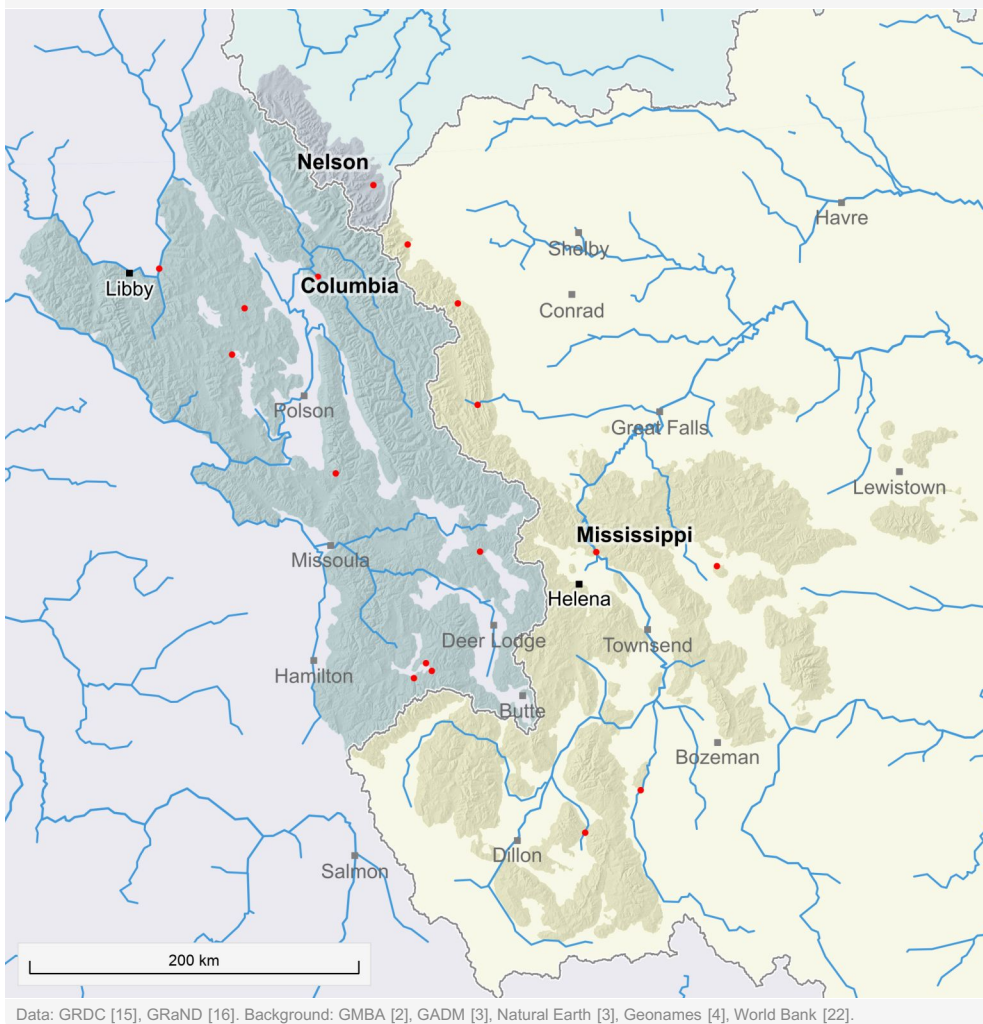 Nelson
Havre
Shelby
Libby
Columbia
Conrad
Polson
Great Falls
Lewistown
Missoula
Mississippi
Helena
Deer Lodge
Townsend
Hamilton
Butte
Bozeman
Dillon
Salmon
200 km
Data: GRDC [15], GRanD [16]. Background: GMBA [2], GADM [3], Natural Earth [3], Geonames [4], World Bank [22].